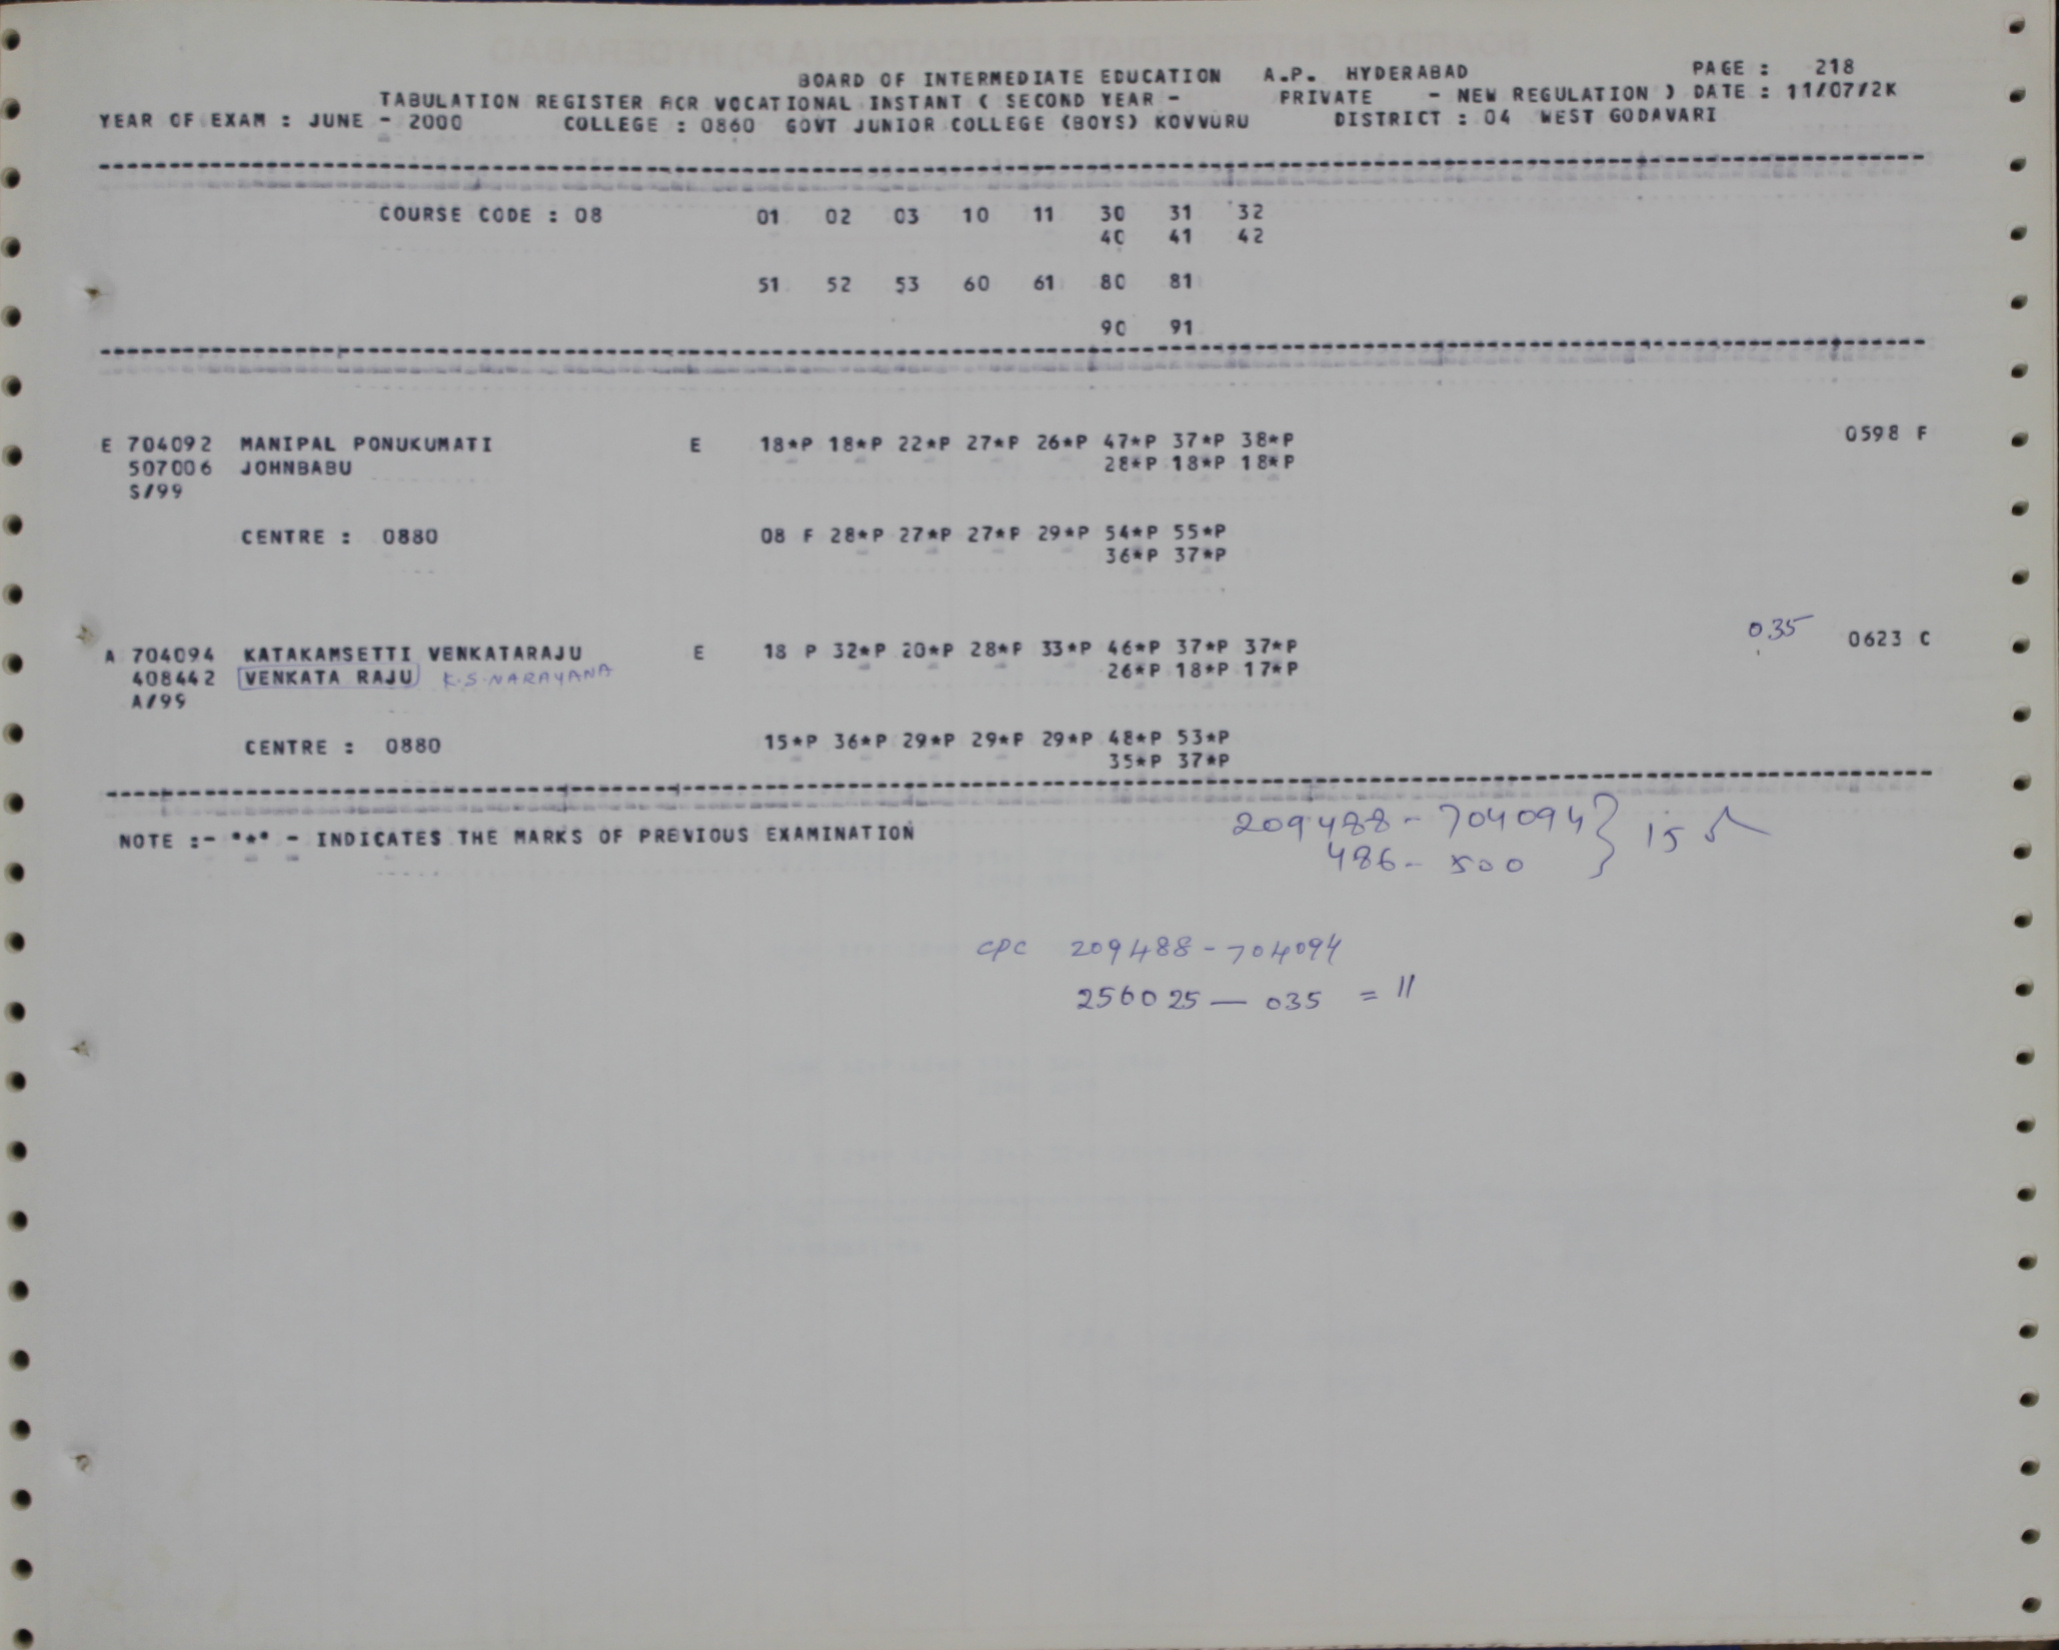 BOARD OF INTERMEDIATE EDUCATION A.P. HYDERABAD PAGE : 218
TABULATION REGISTER FCR VOCATIONAL INSTANT ( SECOND YEAR - PRIVATE - NEW REGULATION ) DATE : 11/07/2K
YEAR OF EXAM : JUNE - 2000 COLLEGE : 0860 GOVT JUNIOR COLLEGE (BOYS) KOVVURU DISTRICT : 04 WEST GODAVARI
COURSE CODE : 08 01 02 03 10 11 30 31 32
40 41 42
51 52 53 60 61 80 81
90 91
E 704092 MANIPAL PONUKUMATI E 18*P 18*P 22*P 27*P 26*P 47*P 37*P 38*P 0598 F
507006 JOHNBABU 28*P 18*P 18*P
S/99
CENTRE : 0880 08 F 28*P 27*P 27*P 29*P 54*P 55*P
36*P 37*P
035
A 704094 KATAKAMSETTI VENKATARAJU E 18 P 32*P 20*P 28*P 33*P 46*P 37*P 37*P 0623 C
408442 VENKATA RAJU K.S.NARAYANA 26*P 18*P 17*P
A/99
CENTRE : 0880 15*P 36*P 29*P 29*P 29*P 48*P 53*P
35*P 37*P
NOTE :- "*" - INDICATES THE MARKS OF PREVIOUS EXAMINATION
209488 - 704094 } 15
486 - 500
CPC 209488 - 704094
256025 — 035 = 11